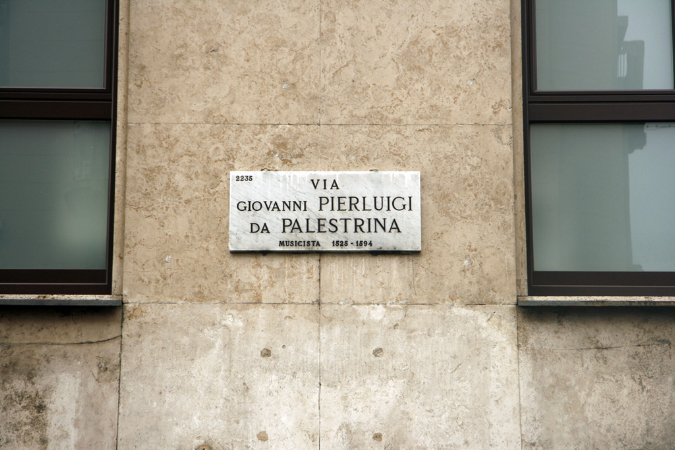 2235
VIA
GIOVANNI PIERLUIGI
DA PALESTRINA
MUSICISTA 1525-1594